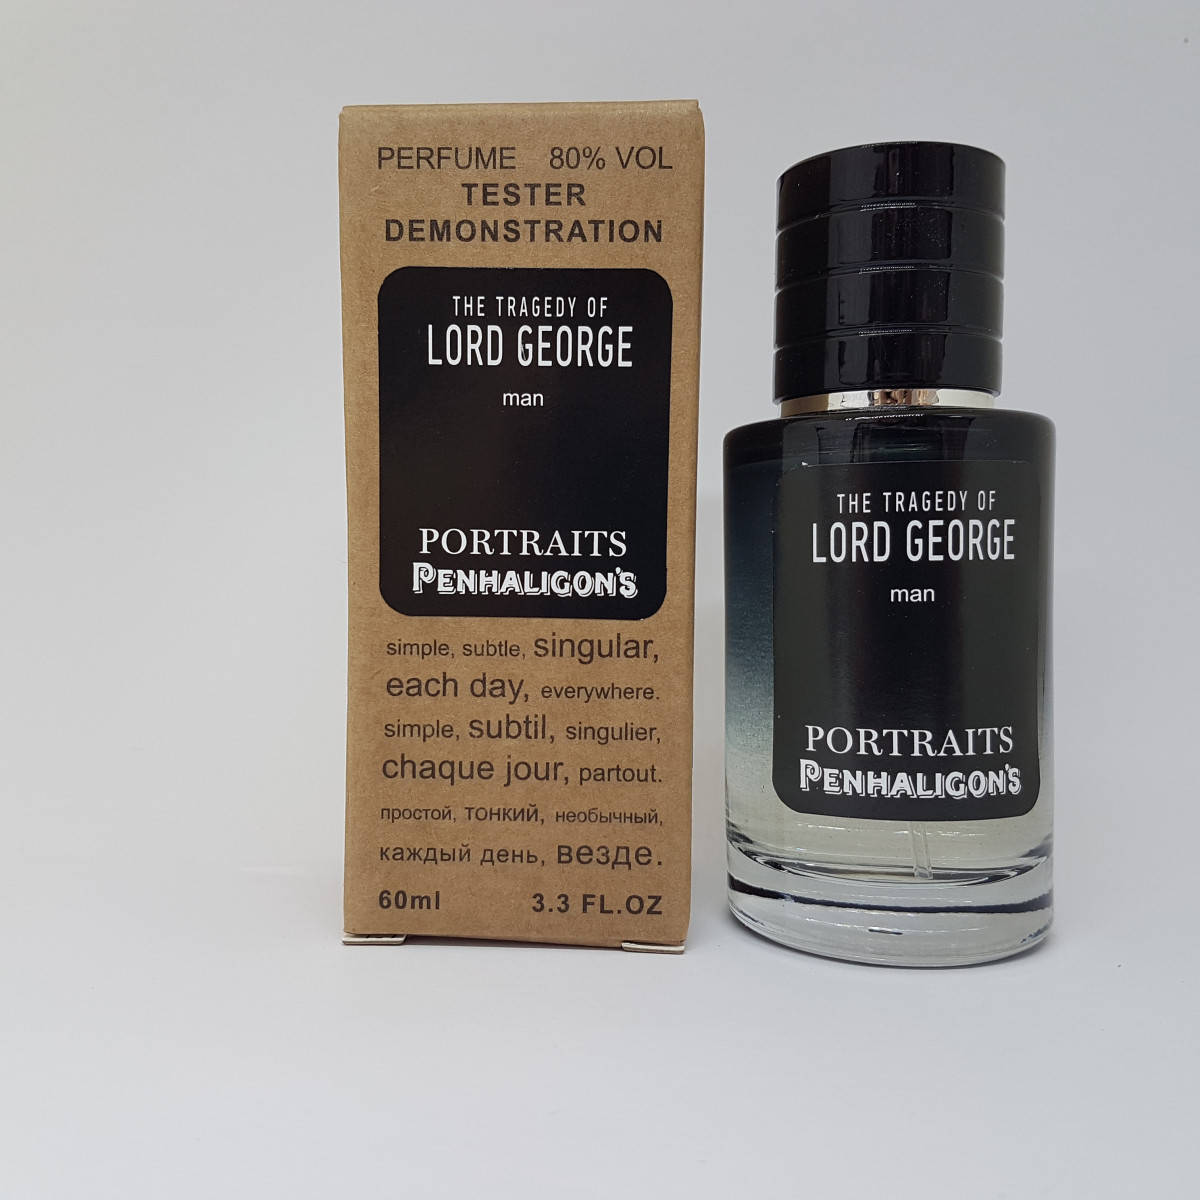 PERFUME 80% VOL
TESTER
DEMONSTRATION
THE TRAGEDY OF
LORD GEORGE
man
PORTRAITS
PENHALIGON'S
simple, subtle, singular,
each day, everywhere.
simple, subtil, singulier,
chaque jour, partout.
простой, тонкий, необычный,
каждый день, везде.
60ml 3.3 FL.OZ
THE TRAGEDY OF
LORD GEORGE
man
PORTRAITS
PENHALIGON'S